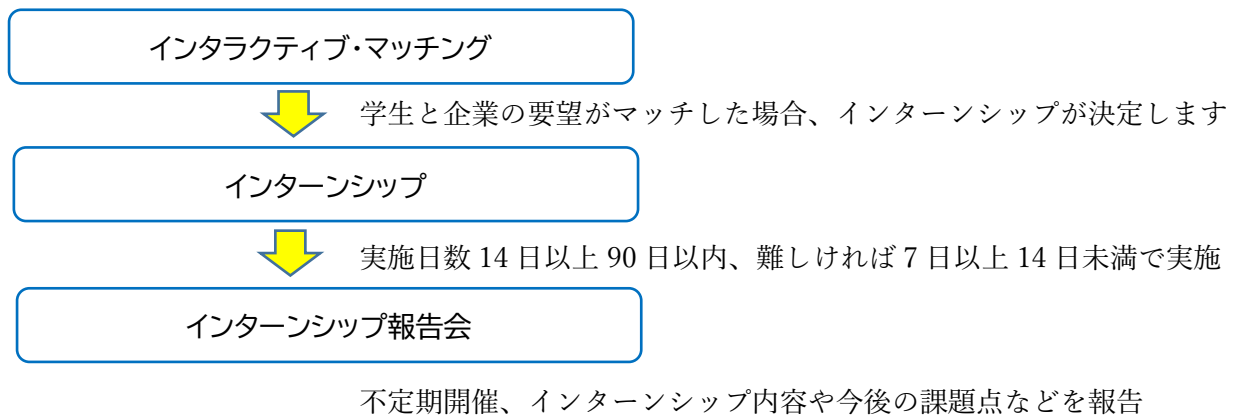 インタラクティブ・マッチング
学生と企業の要望がマッチした場合、インターンシップが決定します
インターンシップ
実施日数 14 日以上 90 日以内、難しければ 7 日以上 14 日未満で実施
インターンシップ報告会
不定期開催、インターンシップ内容や今後の課題点などを報告